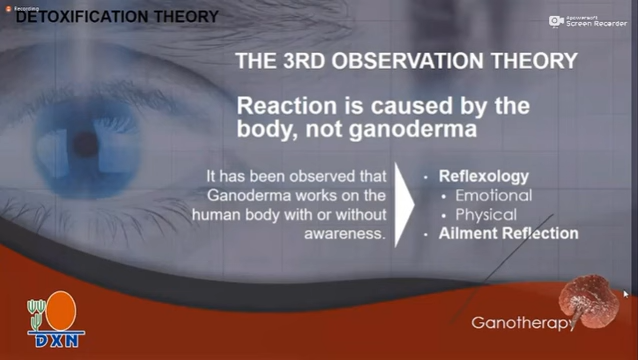 Recording
DETOXIFICATION THEORY
Apowersoft
Screen Recorder
THE 3RD OBSERVATION THEORY
Reaction is caused by the
body, not ganoderma
It has been observed that
Ganoderma works on the
human body with or without
awareness.
Reflexology
Emotional
Physical
Ailment Reflection
DXN
Ganotherapy